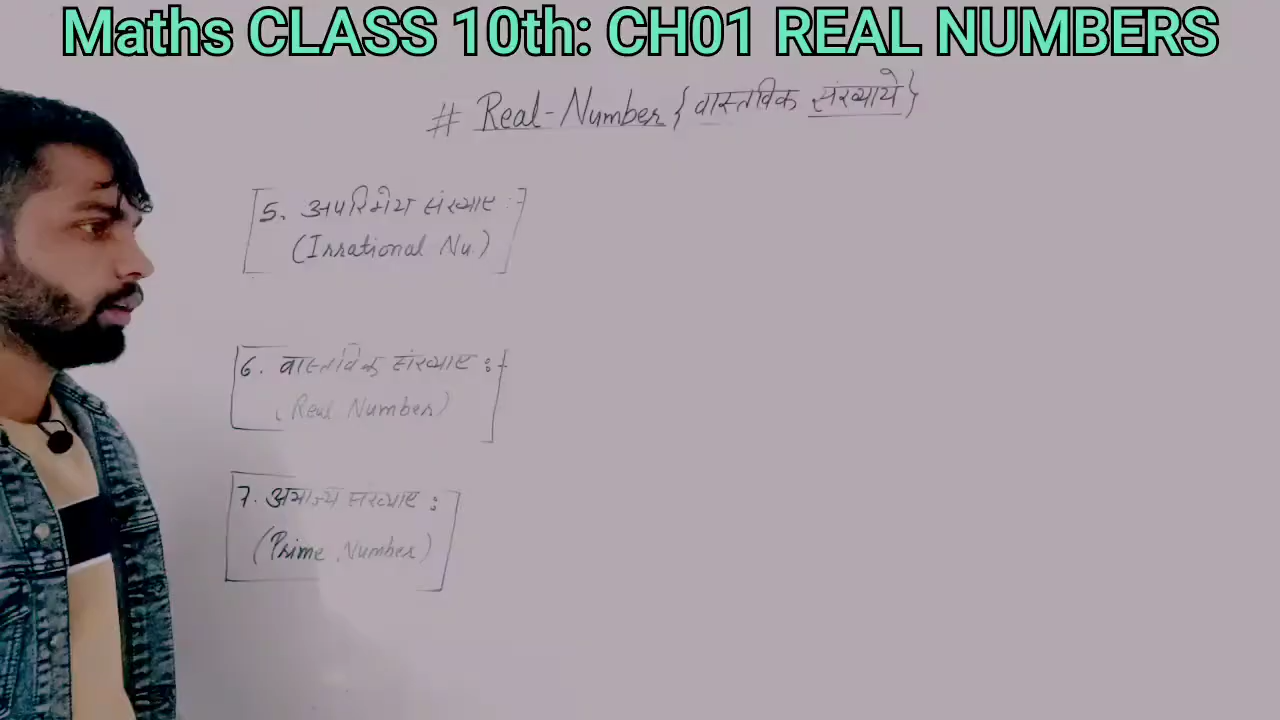 Maths CLASS 10th: CH01 REAL NUMBERS
# Real-Number {वास्तविक संख्याये}
5. अपरिमेय संख्याए :-
(Irrational Nu.)
6. वास्तविक संख्याए :-
(Real Number)
7. अभाज्य संख्याए :
(Prime Number)